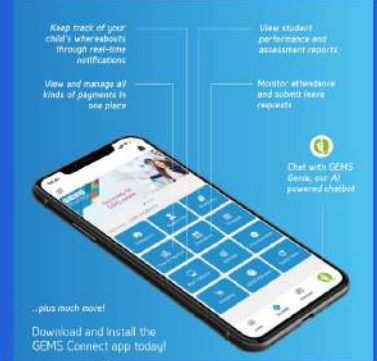 Keep track of your
child's whereabouts
through real-time
notifications
View student
performance and
assessment reports
View and manage all
kinds of payments in
one place
Monitor attendance
and submit leave
requests
Chat with GEMS
Genie, our AI
powered chatbot
...plus much more!
Download and install the
GEMS Connect app today!